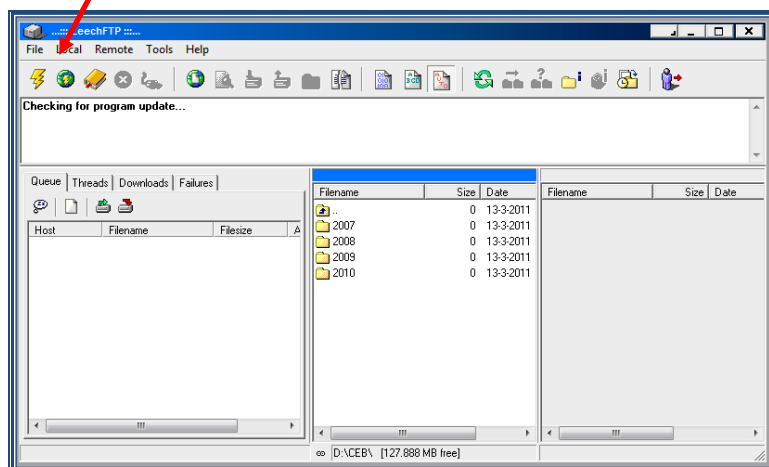 ...::: LeechFTP :::...
File Local Remote Tools Help
Checking for program update...
Queue Threads Downloads Failures
Host Filename Filesize A
Filename Size Date
.. 0 13-3-2011
2007 0 13-3-2011
2008 0 13-3-2011
2009 0 13-3-2011
2010 0 13-3-2011
Filename Size Date
D:\CEB\ [127.888 MB free]